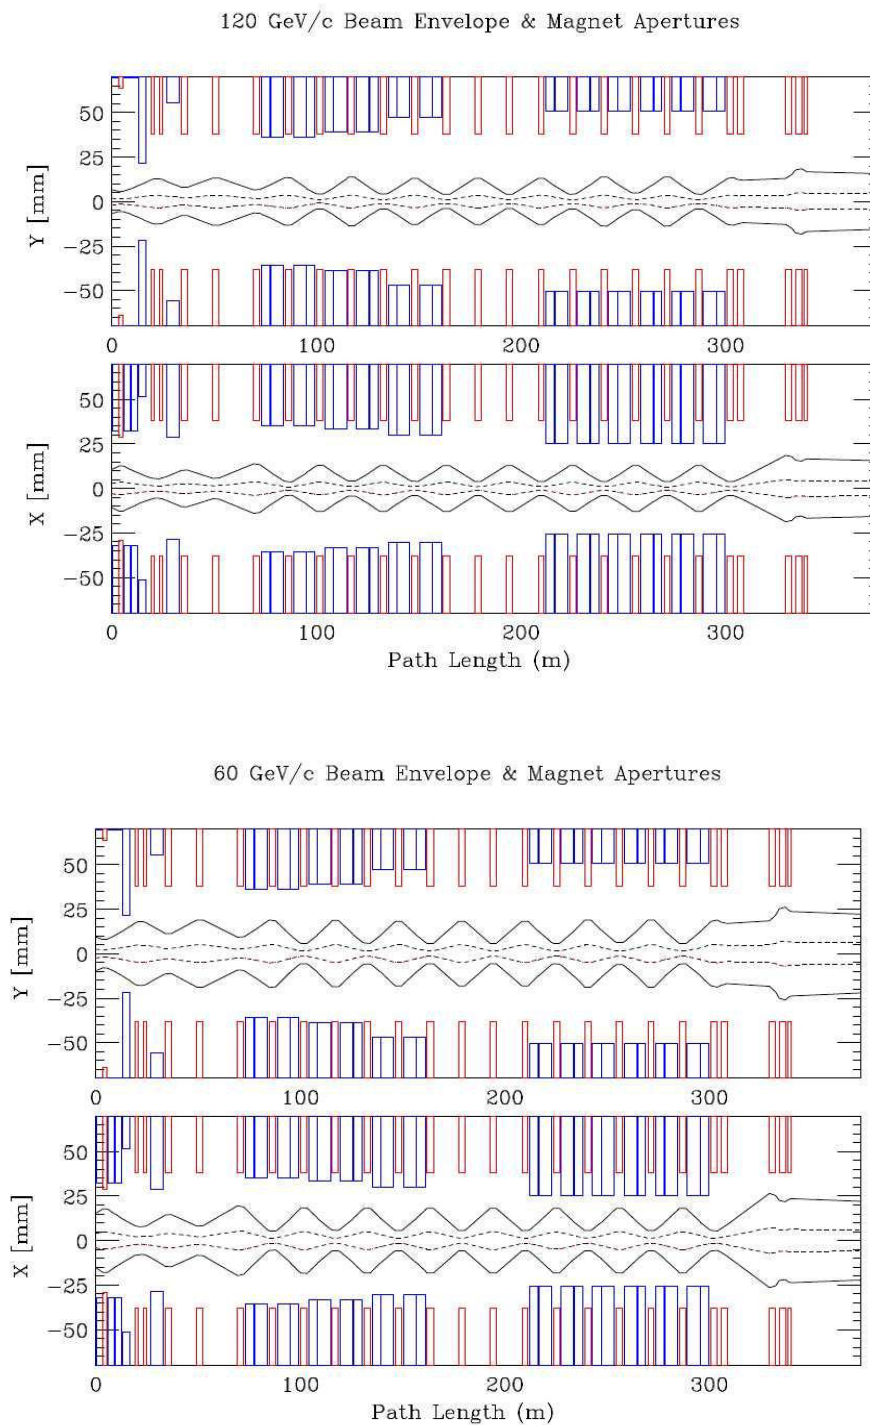 120 GeV/c Beam Envelope & Magnet Apertures
50
25
0
−25
−50
Y [mm]
0 100 200 300
50
25
0
−25
−50
X [mm]
0 100 200 300
Path Length (m)
60 GeV/c Beam Envelope & Magnet Apertures
50
25
0
−25
−50
Y [mm]
0 100 200 300
50
25
0
−25
−50
X [mm]
0 100 200 300
Path Length (m)